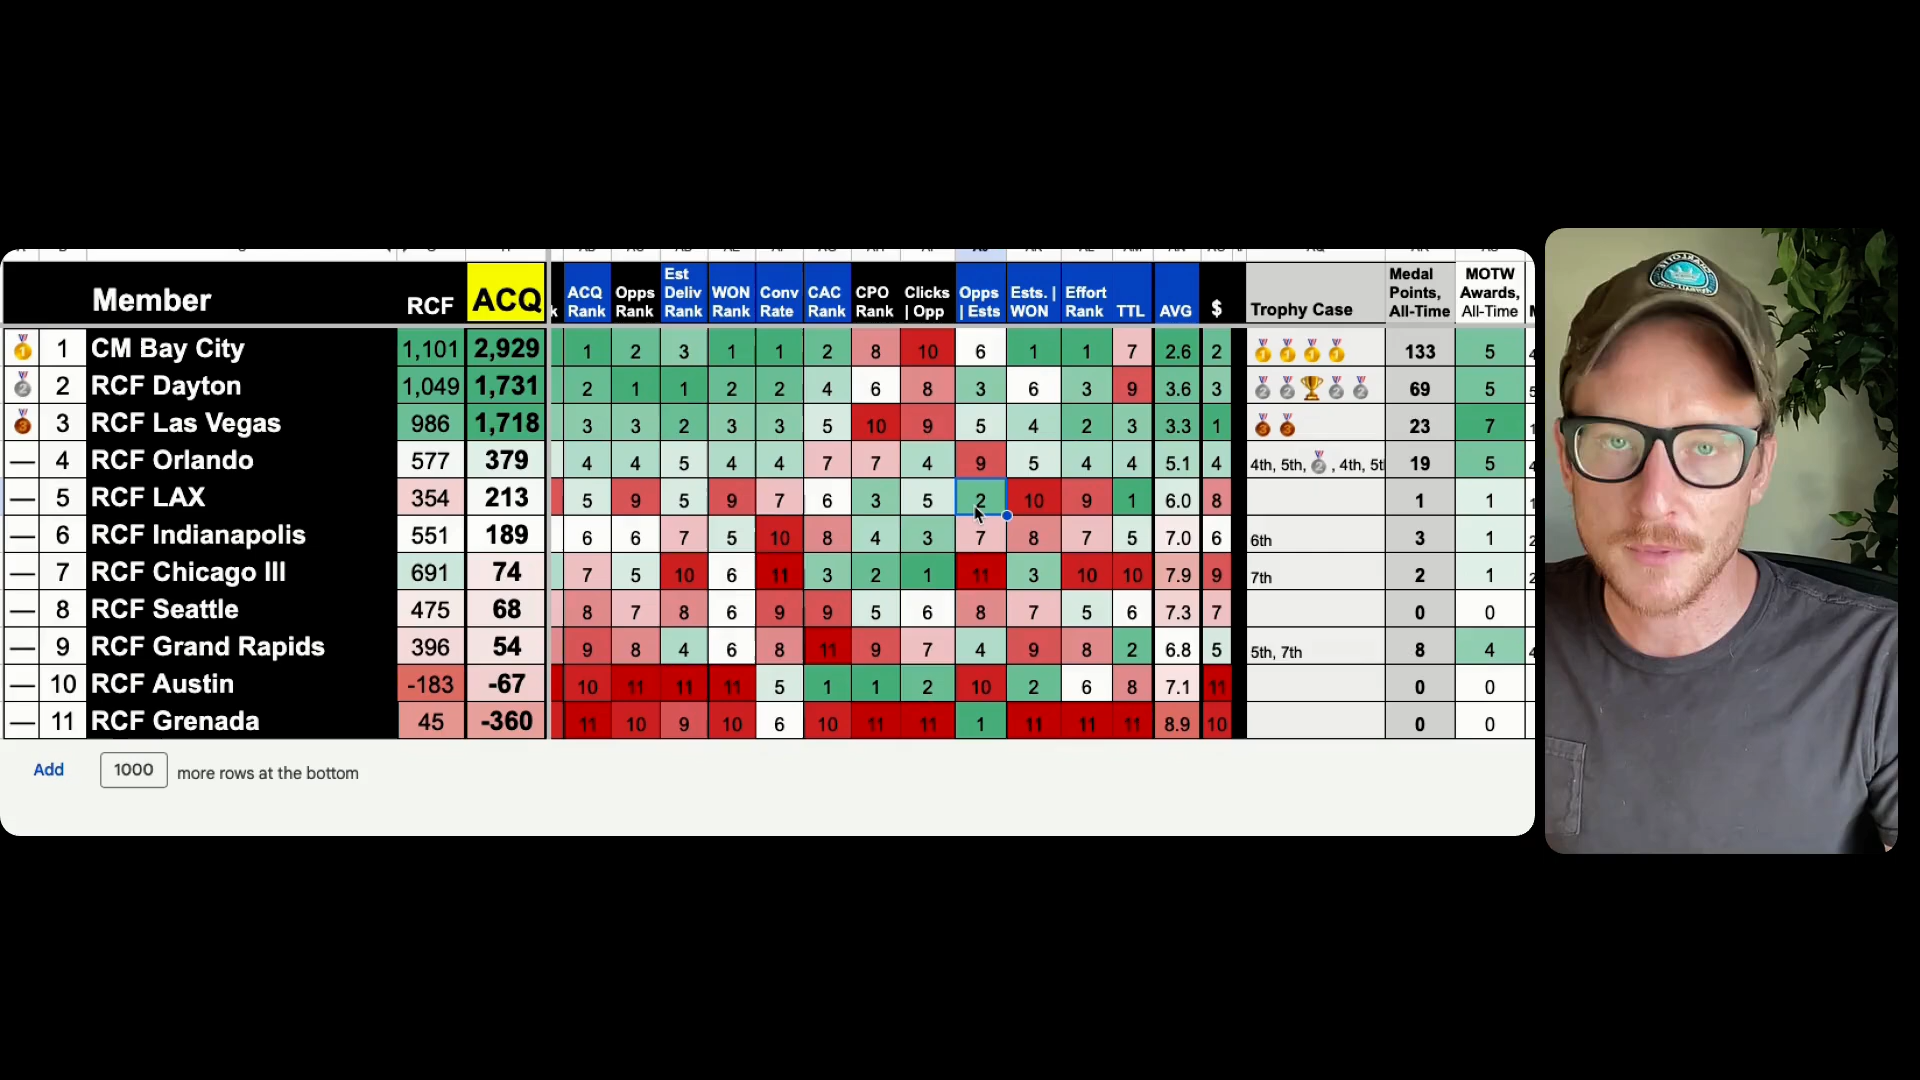 Member RCF ACQ ACQ Rank Opps Rank Est Deliv Rank WON Rank Conv Rate CAC Rank CPO Rank Clicks | Opp Opps | Ests Ests. | WON Effort Rank TTL AVG $ Trophy Case Medal Points, All-Time MOTW Awards, All-Time
1 CM Bay City 1,101 2,929 1 2 3 1 1 2 8 10 6 1 1 7 2.6 2 133 5
2 RCF Dayton 1,049 1,731 2 1 1 2 2 4 6 8 3 6 3 9 3.6 3 69 5
3 RCF Las Vegas 986 1,718 3 3 2 3 3 5 10 9 5 4 2 3 3.3 1 23 7
— 4 RCF Orlando 577 379 4 4 5 4 4 7 7 4 9 5 4 4 5.1 4 4th, 5th, 🥈, 4th, 5t 19 5
— 5 RCF LAX 354 213 5 9 5 9 7 6 3 5 2 10 9 1 6.0 8 1 1
— 6 RCF Indianapolis 551 189 6 6 7 5 10 8 4 3 7 8 7 5 7.0 6 6th 3 1
— 7 RCF Chicago III 691 74 7 5 10 6 11 3 2 1 11 3 10 10 7.9 9 7th 2 1
— 8 RCF Seattle 475 68 8 7 8 6 9 9 5 6 8 7 5 6 7.3 7 0 0
— 9 RCF Grand Rapids 396 54 9 8 4 6 8 11 9 7 4 9 8 2 6.8 5 5th, 7th 8 4
— 10 RCF Austin -183 -67 10 11 11 11 5 1 1 2 10 2 6 8 7.1 11 0 0
— 11 RCF Grenada 45 -360 11 10 9 10 6 10 11 11 1 11 11 11 8.9 10 0 0
Add 1000 more rows at the bottom